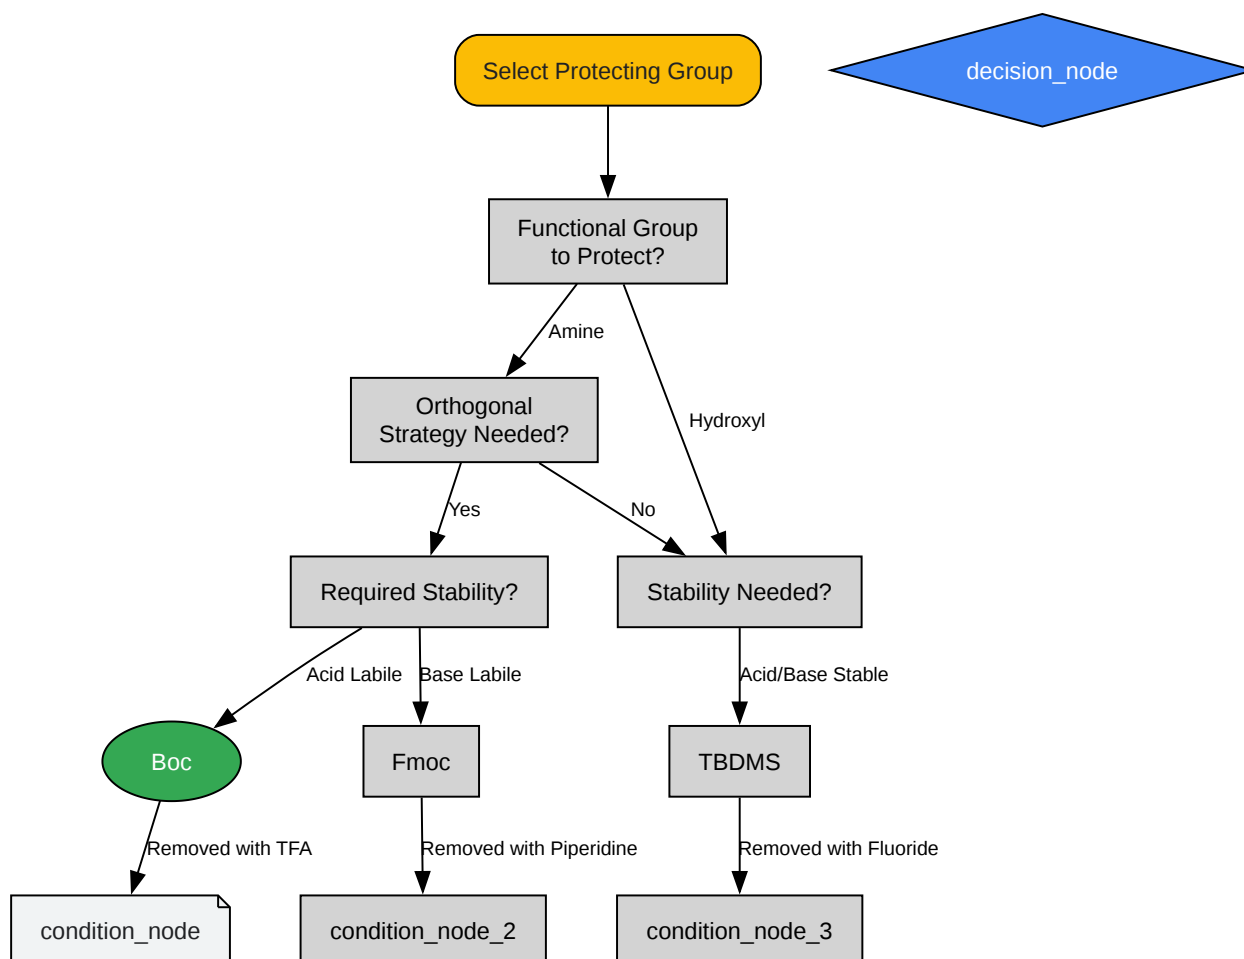 Select Protecting Group
decision_node
Functional Group
to Protect?
Amine
Orthogonal
Strategy Needed?
Hydroxyl
Yes
No
Required Stability?
Stability Needed?
Acid Labile
Base Labile
Acid/Base Stable
Boc
Fmoc
TBDMS
Removed with TFA
Removed with Piperidine
Removed with Fluoride
condition_node
condition_node_2
condition_node_3